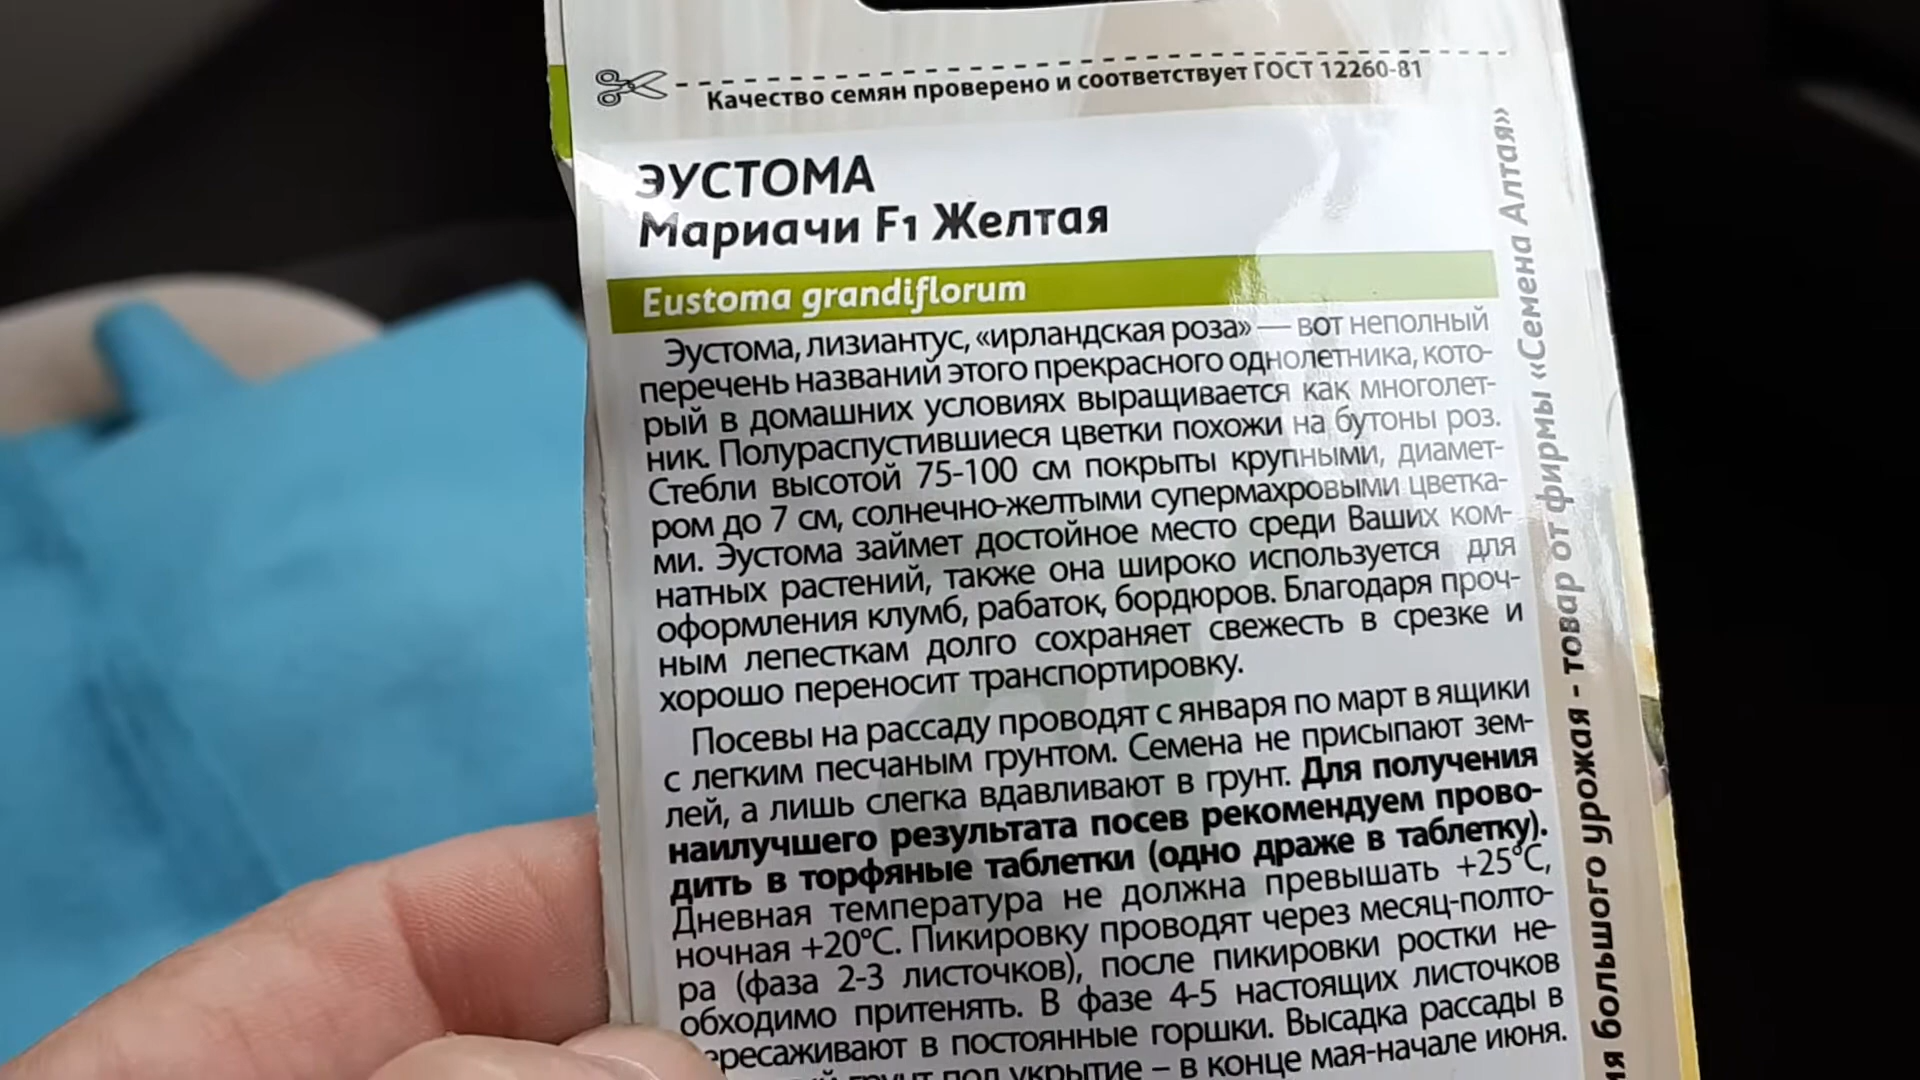 Качество семян проверено и соответствует ГОСТ 12260-81
ЭУСТОМА
Мариачи F1 Желтая
Eustoma grandiflorum
Эустома, лизиантус, «ирландская роза» — вот неполный
перечень названий этого прекрасного однолетника, кото-
рый в домашних условиях выращивается как многолет-
ник. Полураспустившиеся цветки похожи на бутоны роз.
Стебли высотой 75-100 см покрыты крупными, диамет-
ром до 7 см, солнечно-желтыми супермахровыми цветка-
ми. Эустома займет достойное место среди Ваших ком-
натных растений, также она широко используется для
оформления клумб, рабаток, бордюров. Благодаря проч-
ным лепесткам долго сохраняет свежесть в срезке и
хорошо переносит транспортировку.
Посевы на рассаду проводят с января по март в ящики
с легким песчаным грунтом. Семена не присыпают зем-
лей, а лишь слегка вдавливают в грунт. Для получения
наилучшего результата посев рекомендуем прово-
дить в торфяные таблетки (одно драже в таблетку).
Дневная температура не должна превышать +25°С,
ночная +20°С. Пикировку проводят через месяц-полто-
ра (фаза 2-3 листочков), после пикировки ростки не-
обходимо притенять. В фазе 4-5 настоящих листочков
ресаживают в постоянные горшки. Высадка рассады в
грунт под укрытие – в конце мая-начале июня.
большого урожая - товар от фирмы «Семена Алтая»